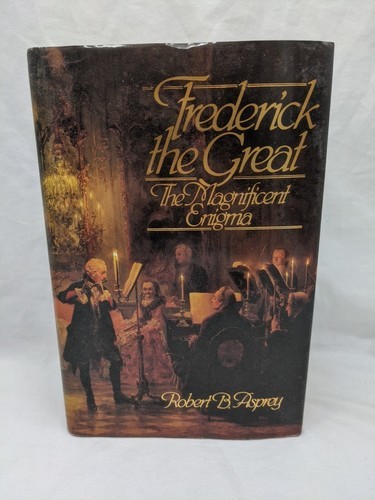 Frederick
the Great
The Magnificent
Enigma
Robert B. Asprey